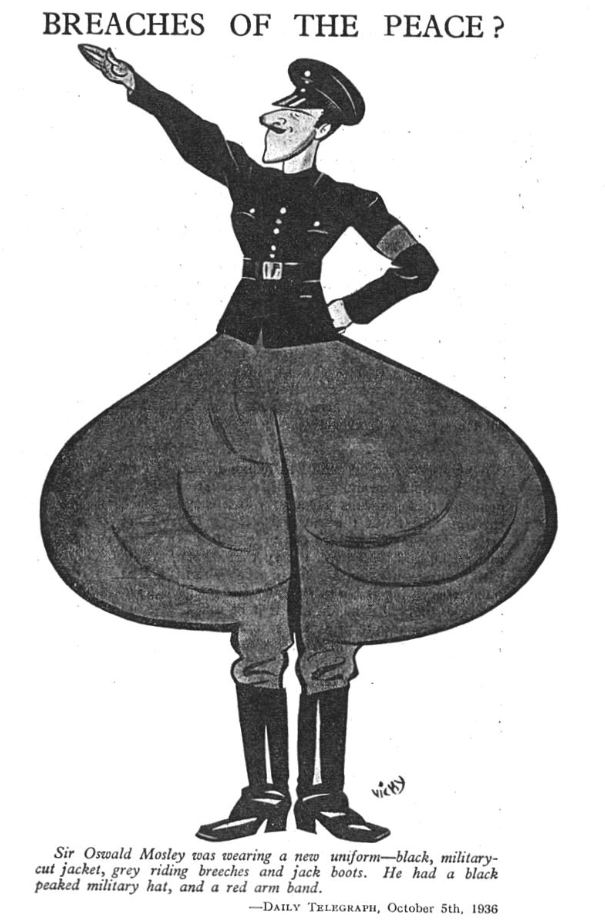 BREACHES OF THE PEACE?
VICKY
Sir Oswald Mosley was wearing a new uniform—black, military-
cut jacket, grey riding breeches and jack boots. He had a black
peaked military hat, and a red arm band.
—DAILY TELEGRAPH, October 5th, 1936